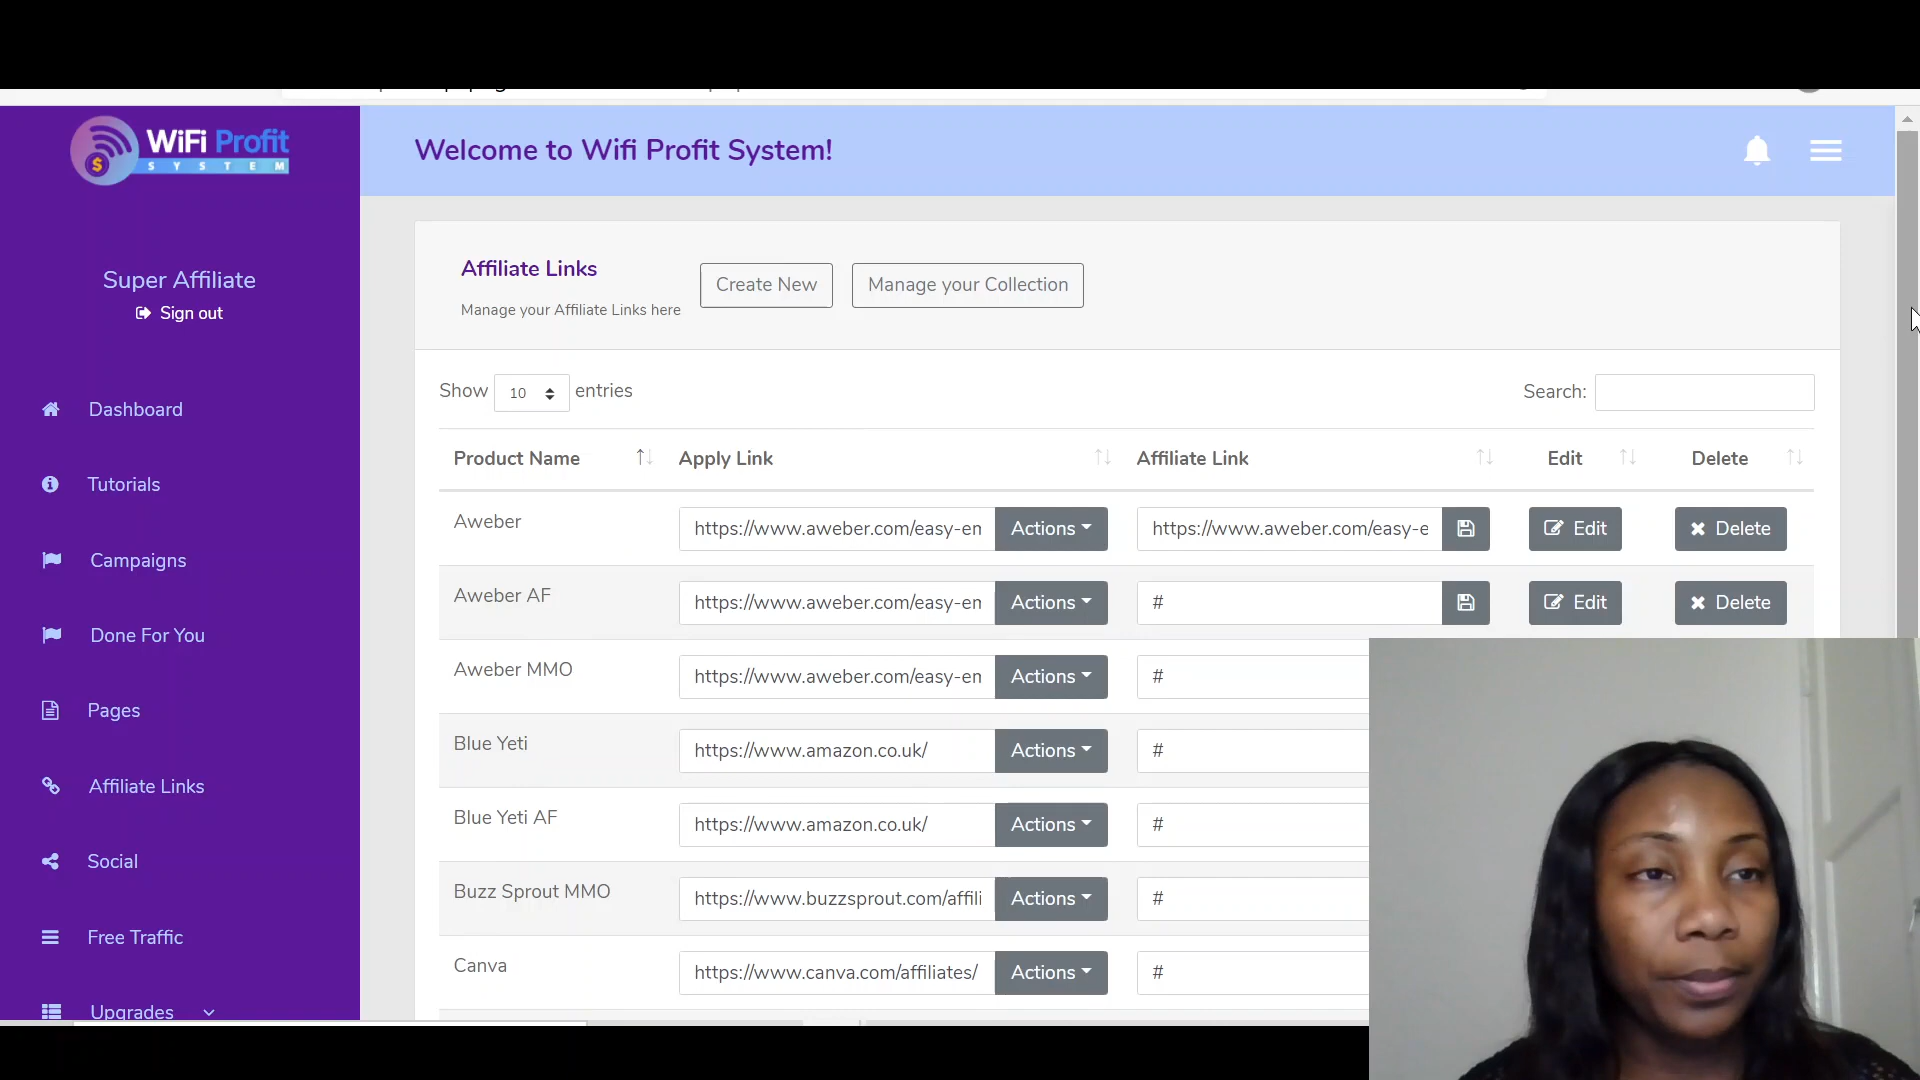 WiFi Profit
SYSTEM
Welcome to Wifi Profit System!
Super Affiliate
Sign out
Dashboard
Tutorials
Campaigns
Done For You
Pages
Affiliate Links
Social
Free Traffic
Upgrades
Affiliate Links
Manage your Affiliate Links here
Create New
Manage your Collection
Show 10 entries
Search:
Product Name Apply Link Affiliate Link Edit Delete
Aweber https://www.aweber.com/easy-en Actions https://www.aweber.com/easy-e Edit Delete
Aweber AF https://www.aweber.com/easy-en Actions # Edit Delete
Aweber MMO https://www.aweber.com/easy-en Actions #
Blue Yeti https://www.amazon.co.uk/ Actions #
Blue Yeti AF https://www.amazon.co.uk/ Actions #
Buzz Sprout MMO https://www.buzzsprout.com/affili Actions #
Canva https://www.canva.com/affiliates/ Actions #